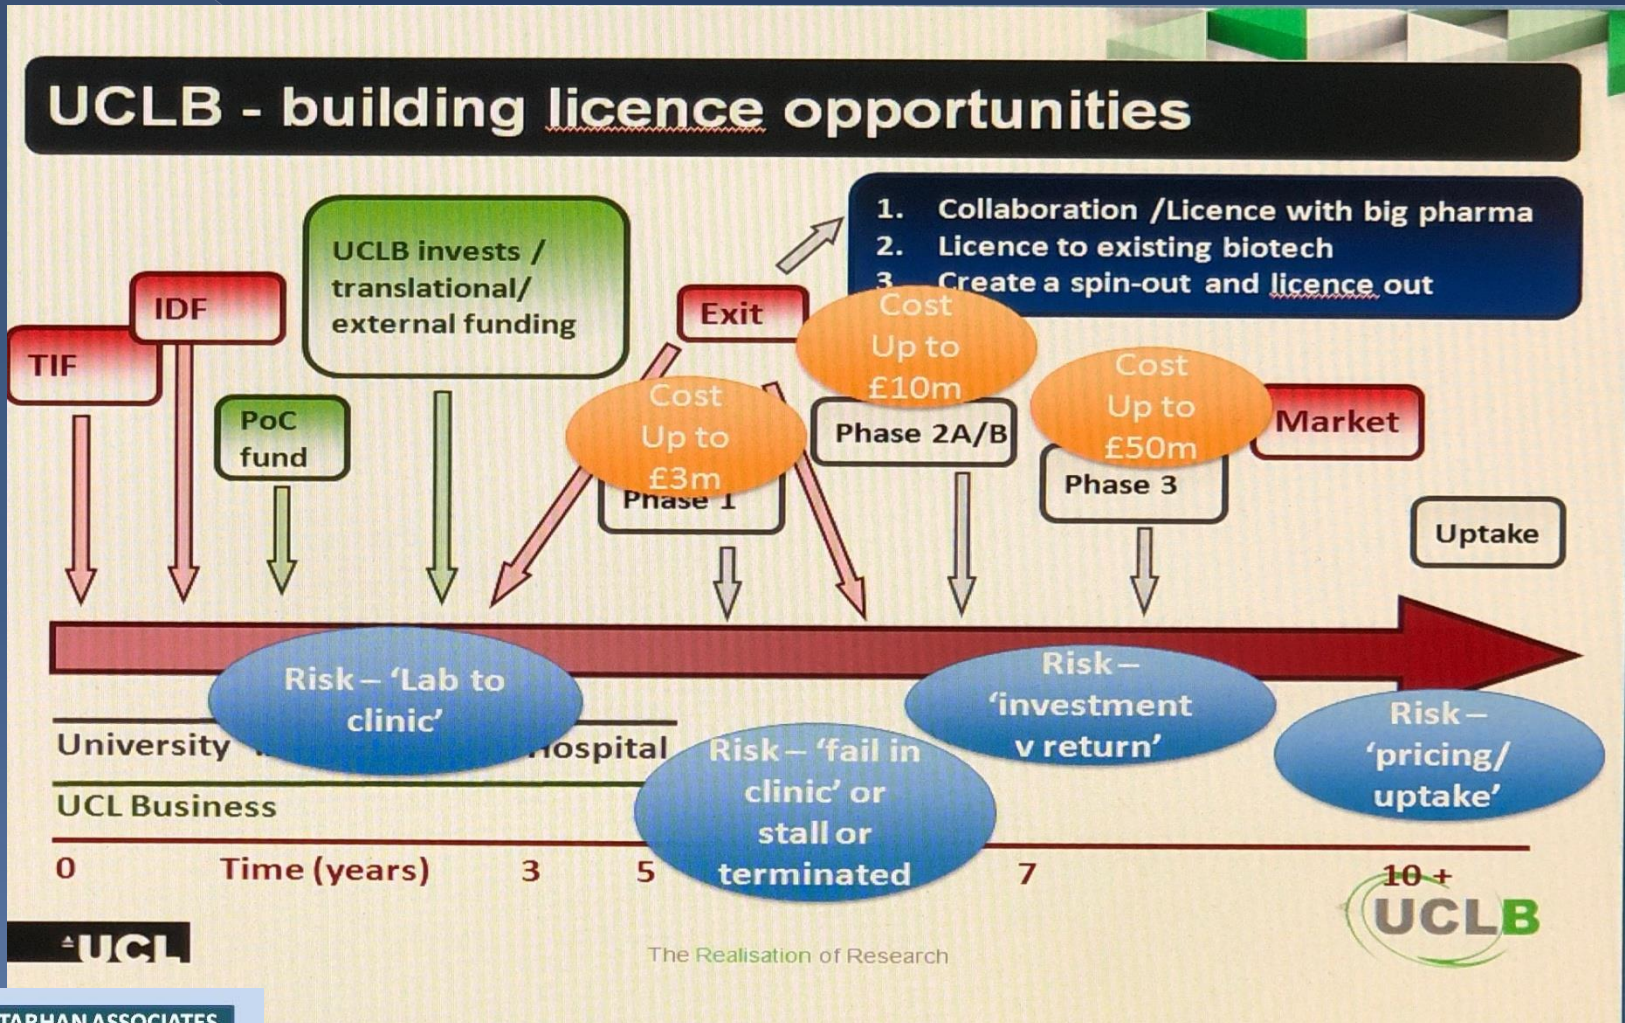 UCLB - building licence opportunities
1. Collaboration /Licence with big pharma
2. Licence to existing biotech
3. Create a spin-out and licence out
UCLB invests /
translational/
external funding
IDF
TIF
PoC
fund
Exit
Cost
Up to
£3m
Phase 1
Cost
Up to
£10m
Phase 2A/B
Cost
Up to
£50m
Phase 3
Market
Uptake
Risk – 'Lab to
clinic'
Risk –
'investment
v return'
Risk –
'pricing/
uptake'
Risk – 'fail in
clinic' or
stall or
terminated
University
UCL Business
0 Time (years) 3 5 7 10 +
UCL
The Realisation of Research
UCLB
TARHAN ASSOCIATES